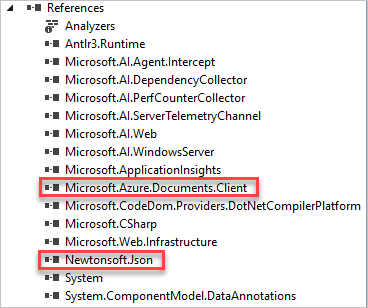 References
Analyzers
Antlr3.Runtime
Microsoft.AI.Agent.Intercept
Microsoft.AI.DependencyCollector
Microsoft.AI.PerfCounterCollector
Microsoft.AI.ServerTelemetryChannel
Microsoft.AI.Web
Microsoft.AI.WindowsServer
Microsoft.ApplicationInsights
Microsoft.Azure.Documents.Client
Microsoft.CodeDom.Providers.DotNetCompilerPlatform
Microsoft.CSharp
Microsoft.Web.Infrastructure
Newtonsoft.Json
System
System.ComponentModel.DataAnnotations